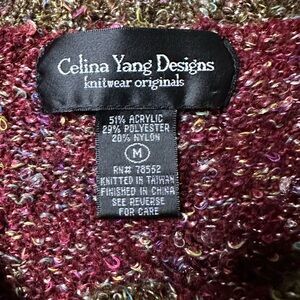 Celina Yang Designs
knitwear originals
51% ACRYLIC
29% POLYESTER
20% NYLON
M
RN# 78552
KNITTED IN TAIWAN
FINISHED IN CHINA
SEE REVERSE
FOR CARE